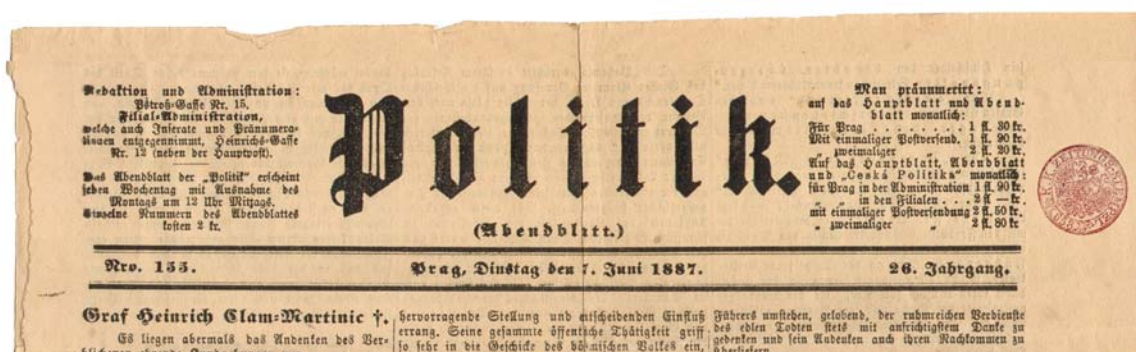 Redaktion und Administration:
Bstroß-Gasse Nr. 15,
Filial-Administration,
welche auch Inserate und Pränumera-
tionen entgegennimmt, Heinrichs-Gasse
Nr. 12 (neben der Hauptpost).
Das Abendblatt der „Politik“ erscheint
jeden Wochentag mit Ausnahme des
Montags um 12 Uhr Mittags.
Einzelne Nummern des Abendblattes
kosten 2 kr.
Politik.
(Abendblatt.)
Man pränumerirt:
auf das Hauptblatt und Abend-
blatt monatlich:
Für Prag . . . . . . . . 1 fl. 30 kr.
Mit einmaliger Postversend. 1 fl. 90 kr.
„ zweimaliger „ 2 fl. 20 kr.
Auf das Hauptblatt, Abendblatt
und „Česká Politika“ monatlich:
für Prag in der Administration 1 fl. 90 kr.
„ „ in den Filialen . . . 2 fl — kr.
mit einmaliger Postversendung 2 fl. 50 kr.
„ zweimaliger „ 2 fl. 80 kr
Nro. 155.
Prag, Dinstag den 7. Juni 1887.
26. Jahrgang.
Graf Heinrich Clam-Martinic †.
Es liegen abermals das Andenken des Ver-
hervorragende Stellung und entscheidenden Einfluß
errang. Seine gesammte öffentliche Thätigkeit griff
so sehr in die Geschicke des böhmischen Volkes ein,
Führers umstehen, gelobend, der ruhmreichen Verdienste
des edlen Todten stets mit aufrichtigstem Danke zu
gedenken und sein Andenken auch ihren Nachkommen zu
überliefern.